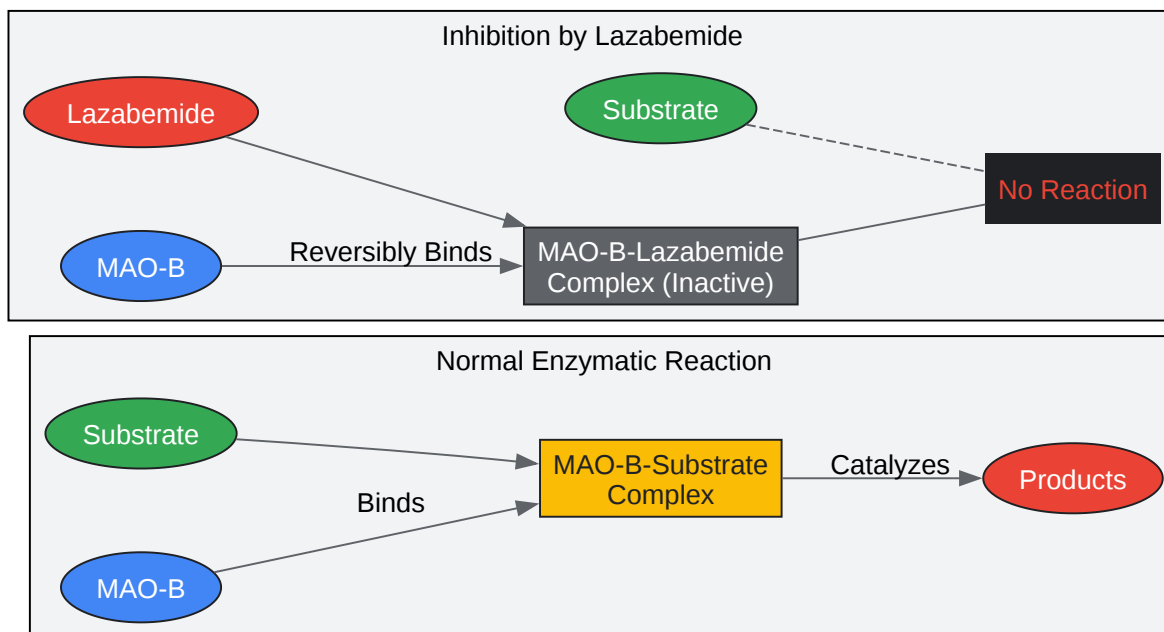 Inhibition by Lazabemide
Lazabemide
Substrate
No Reaction
MAO-B
Reversibly Binds
MAO-B-Lazabemide
Complex (Inactive)
Normal Enzymatic Reaction
Substrate
MAO-B-Substrate
Complex
Catalyzes
Products
Binds
MAO-B